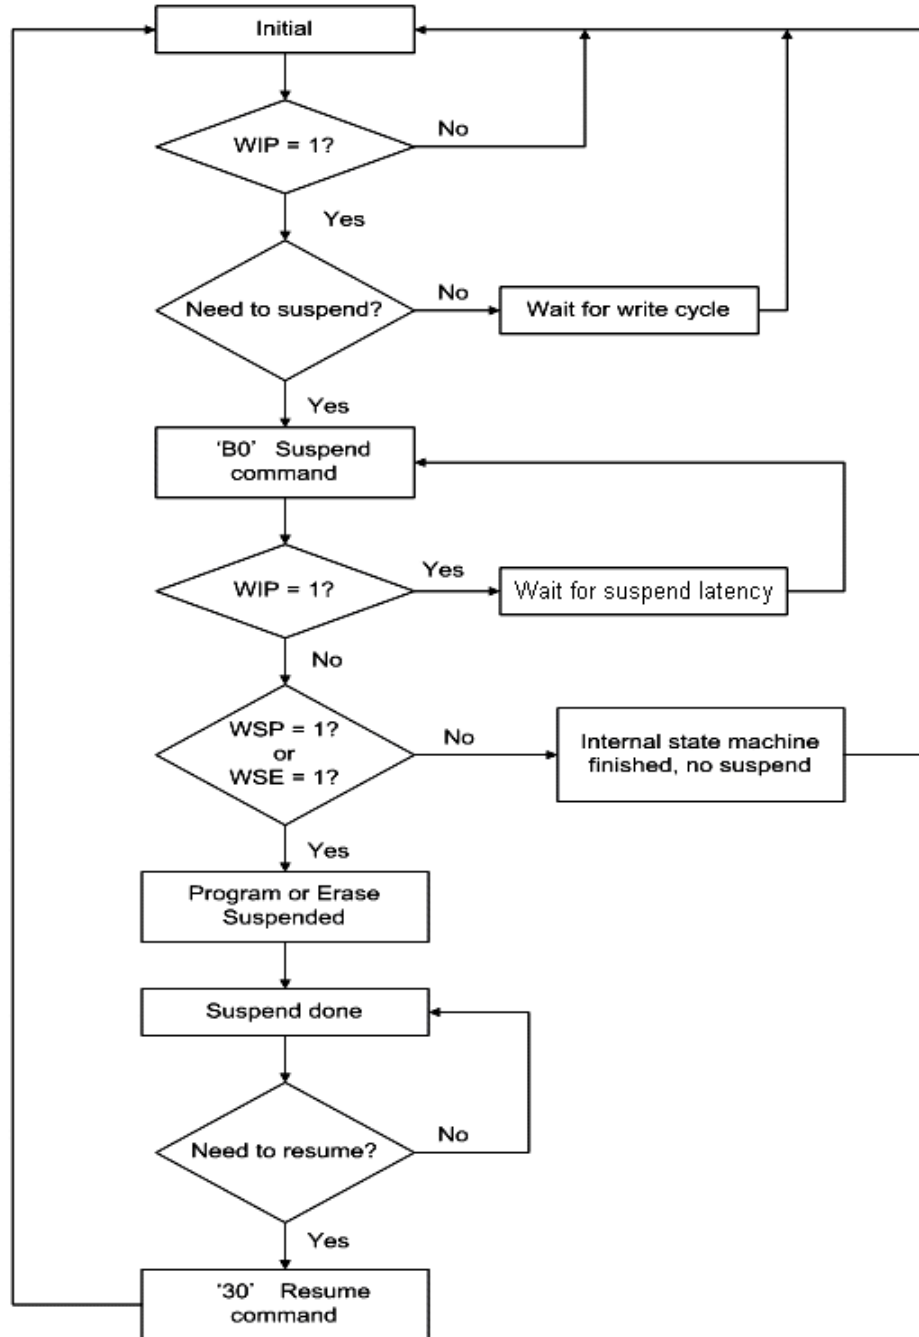 Initial
WIP = 1?
No
Yes
Need to suspend?
No
Wait for write cycle
Yes
‘B0’ Suspend
command
WIP = 1?
Yes
Wait for suspend latency
No
WSP = 1?
or
WSE = 1?
No
Internal state machine
finished, no suspend
Yes
Program or Erase
Suspended
Suspend done
Need to resume?
No
Yes
‘30’ Resume
command